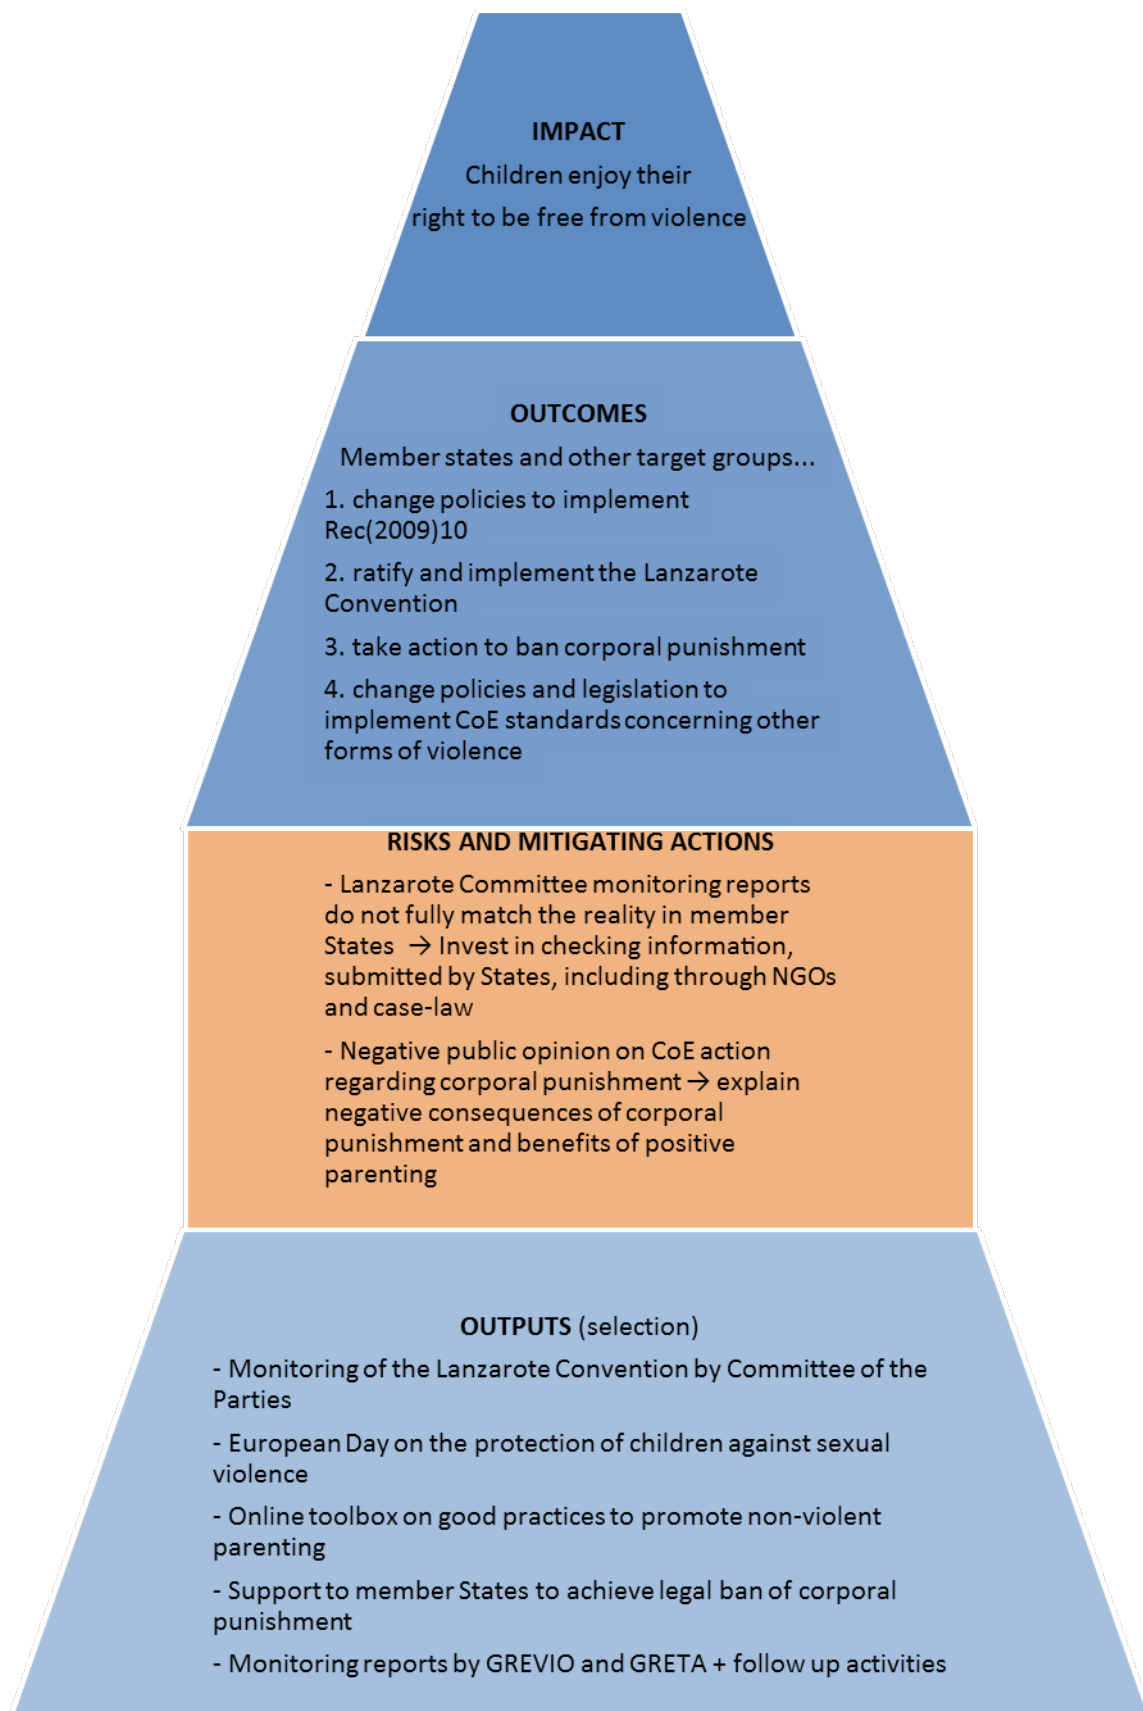 IMPACT
Children enjoy their
right to be free from violence
OUTCOMES
Member states and other target groups...
1. change policies to implement
Rec(2009)10
2. ratify and implement the Lanzarote
Convention
3. take action to ban corporal punishment
4. change policies and legislation to
implement CoE standards concerning other
forms of violence
RISKS AND MITIGATING ACTIONS
- Lanzarote Committee monitoring reports
do not fully match the reality in member
States → Invest in checking information,
submitted by States, including through NGOs
and case-law
- Negative public opinion on CoE action
regarding corporal punishment → explain
negative consequences of corporal
punishment and benefits of positive
parenting
OUTPUTS (selection)
- Monitoring of the Lanzarote Convention by Committee of the
Parties
- European Day on the protection of children against sexual
violence
- Online toolbox on good practices to promote non-violent
parenting
- Support to member States to achieve legal ban of corporal
punishment
- Monitoring reports by GREVIO and GRETA + follow up activities